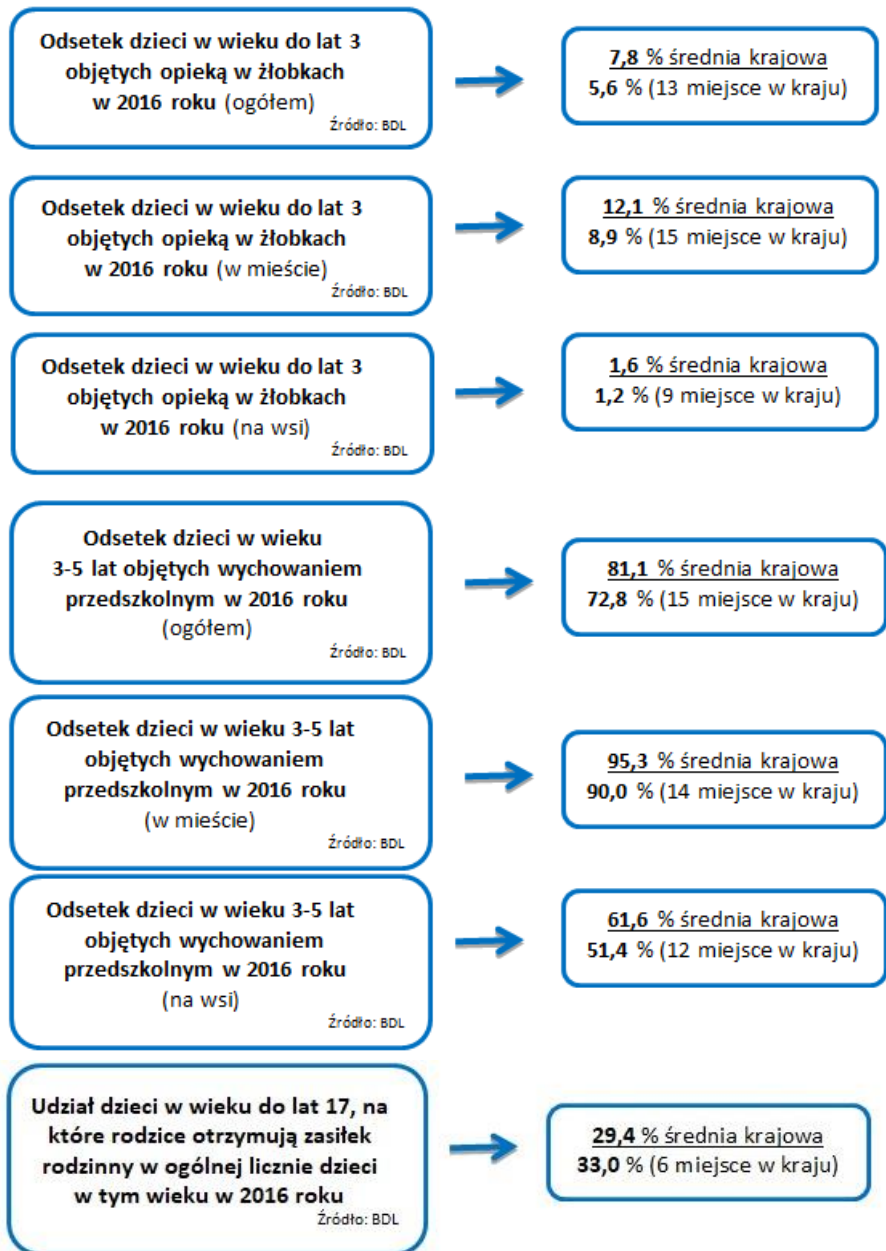 Odsetek dzieci w wieku do lat 3
objętych opieką w żłobkach
w 2016 roku (ogółem)
Źródło: BDL
7,8 % średnia krajowa
5,6 % (13 miejsce w kraju)
Odsetek dzieci w wieku do lat 3
objętych opieką w żłobkach
w 2016 roku (w mieście)
Źródło: BDL
12,1 % średnia krajowa
8,9 % (15 miejsce w kraju)
Odsetek dzieci w wieku do lat 3
objętych opieką w żłobkach
w 2016 roku (na wsi)
Źródło: BDL
1,6 % średnia krajowa
1,2 % (9 miejsce w kraju)
Odsetek dzieci w wieku
3-5 lat objętych wychowaniem
przedszkolnym w 2016 roku
(ogółem)
Źródło: BDL
81,1 % średnia krajowa
72,8 % (15 miejsce w kraju)
Odsetek dzieci w wieku 3-5 lat
objętych wychowaniem
przedszkolnym w 2016 roku
(w mieście)
Źródło: BDL
95,3 % średnia krajowa
90,0 % (14 miejsce w kraju)
Odsetek dzieci w wieku 3-5 lat
objętych wychowaniem
przedszkolnym w 2016 roku
(na wsi)
Źródło: BDL
61,6 % średnia krajowa
51,4 % (12 miejsce w kraju)
Udział dzieci w wieku do lat 17, na
które rodzice otrzymują zasiłek
rodzinny w ogólnej licznie dzieci
w tym wieku w 2016 roku
Źródło: BDL
29,4 % średnia krajowa
33,0 % (6 miejsce w kraju)